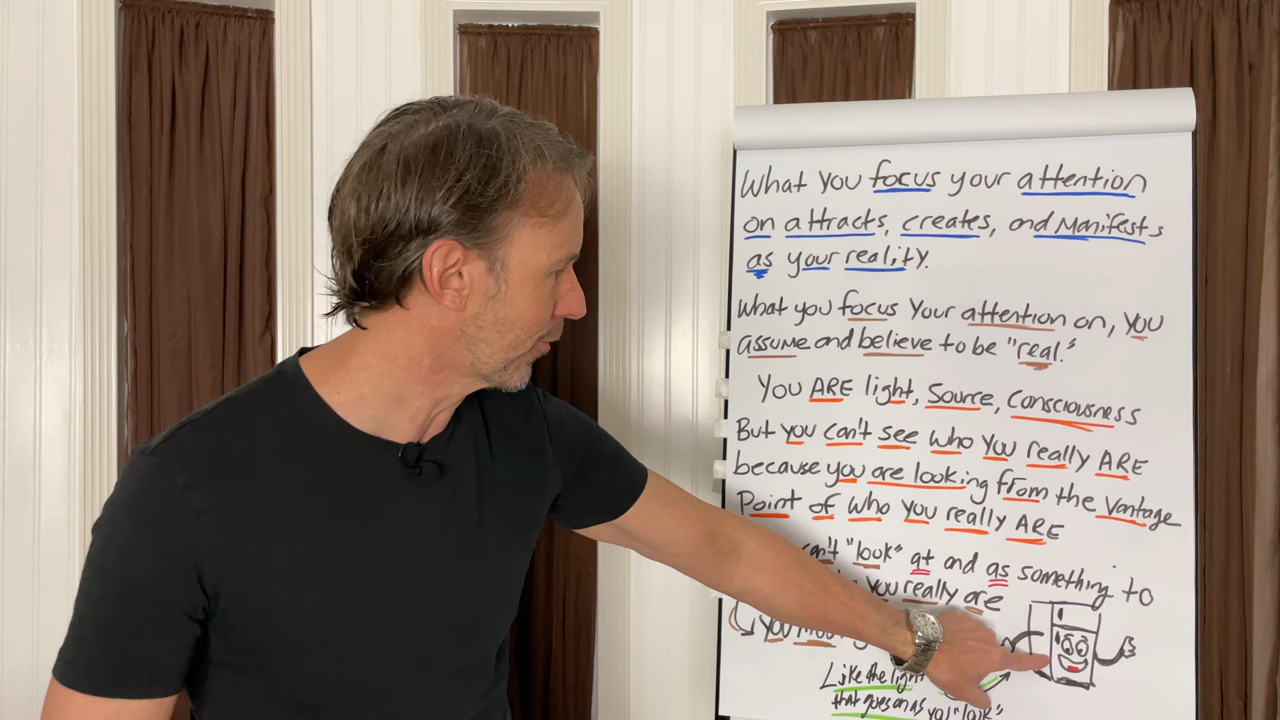 What you focus your attention
on attracts, creates, and Manifests
as your reality.
What you focus Your attention on, you
assume and believe to be "real."
You ARE light, Source, Consciousness
But you can't see who you really ARE
because you are looking from the Vantage
Point of who you really ARE
can't "look" at and as something to
you really are
you
Like the light
that goes on as you "look"